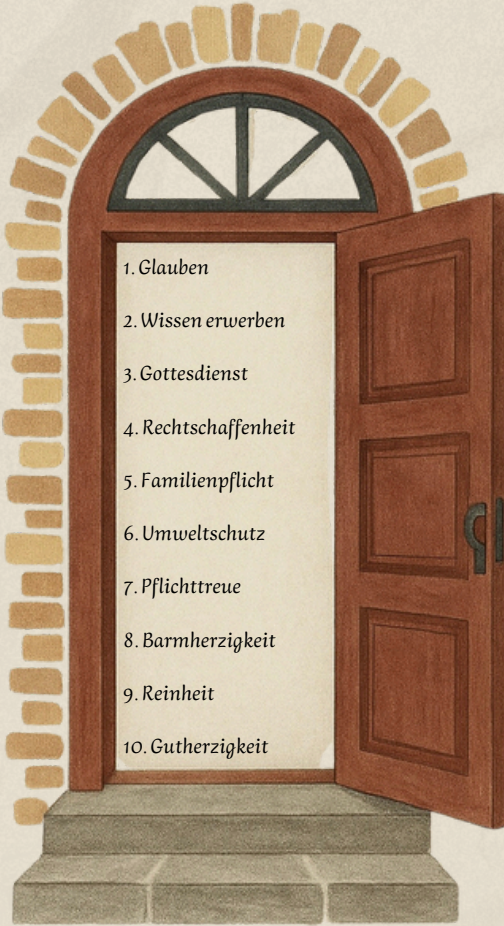 1. Glauben
2. Wissen erwerben
3. Gottesdienst
4. Rechtschaffenheit
5. Familienpflicht
6. Umweltschutz
7. Pflichttreue
8. Barmherzigkeit
9. Reinheit
10. Gutherzigkeit